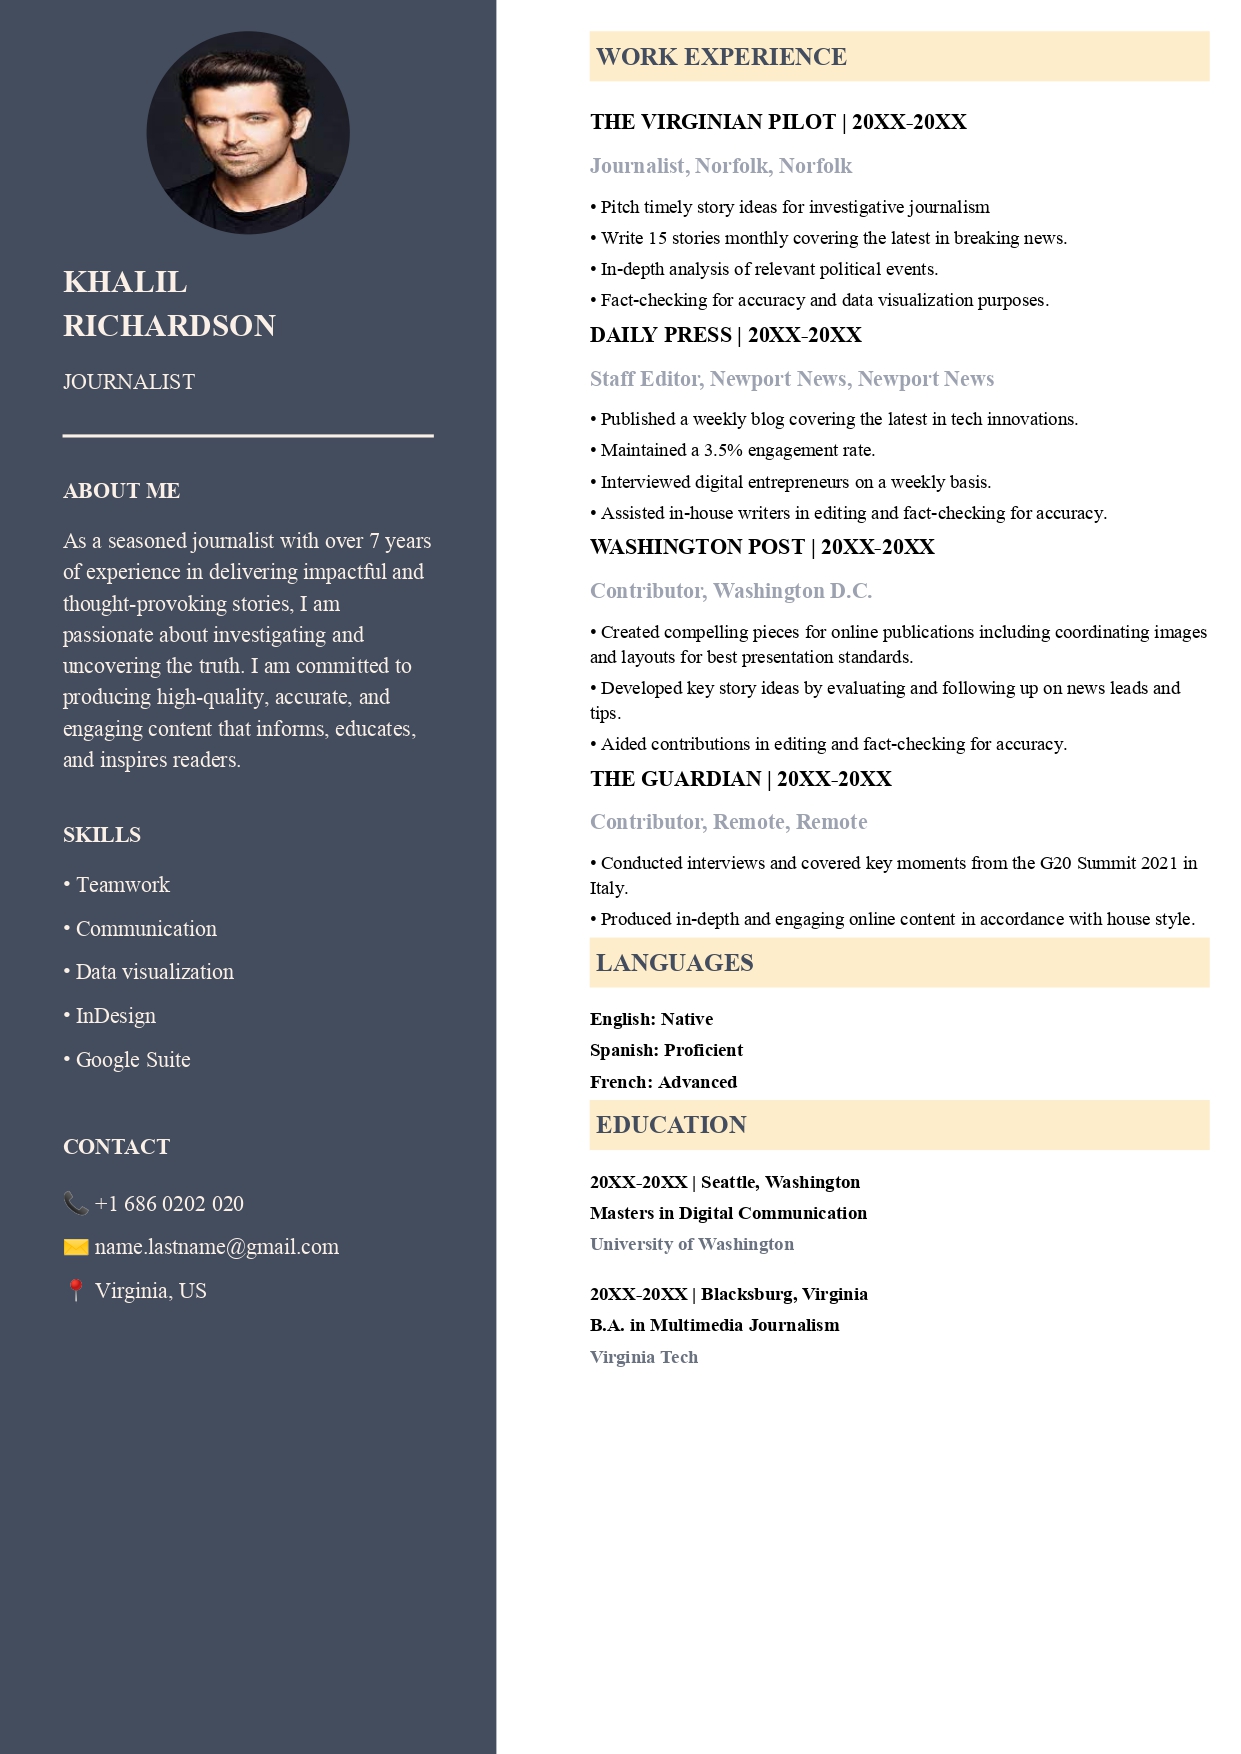 KHALIL
RICHARDSON
JOURNALIST
ABOUT ME
As a seasoned journalist with over 7 years
of experience in delivering impactful and
thought-provoking stories, I am
passionate about investigating and
uncovering the truth. I am committed to
producing high-quality, accurate, and
engaging content that informs, educates,
and inspires readers.
SKILLS
• Teamwork
• Communication
• Data visualization
• InDesign
• Google Suite
CONTACT
📞 +1 686 0202 020
✉️ name.lastname@gmail.com
📍 Virginia, US
WORK EXPERIENCE
THE VIRGINIAN PILOT | 20XX-20XX
Journalist, Norfolk, Norfolk
• Pitch timely story ideas for investigative journalism
• Write 15 stories monthly covering the latest in breaking news.
• In-depth analysis of relevant political events.
• Fact-checking for accuracy and data visualization purposes.
DAILY PRESS | 20XX-20XX
Staff Editor, Newport News, Newport News
• Published a weekly blog covering the latest in tech innovations.
• Maintained a 3.5% engagement rate.
• Interviewed digital entrepreneurs on a weekly basis.
• Assisted in-house writers in editing and fact-checking for accuracy.
WASHINGTON POST | 20XX-20XX
Contributor, Washington D.C.
• Created compelling pieces for online publications including coordinating images
and layouts for best presentation standards.
• Developed key story ideas by evaluating and following up on news leads and
tips.
• Aided contributions in editing and fact-checking for accuracy.
THE GUARDIAN | 20XX-20XX
Contributor, Remote, Remote
• Conducted interviews and covered key moments from the G20 Summit 2021 in
Italy.
• Produced in-depth and engaging online content in accordance with house style.
LANGUAGES
English: Native
Spanish: Proficient
French: Advanced
EDUCATION
20XX-20XX | Seattle, Washington
Masters in Digital Communication
University of Washington
20XX-20XX | Blacksburg, Virginia
B.A. in Multimedia Journalism
Virginia Tech